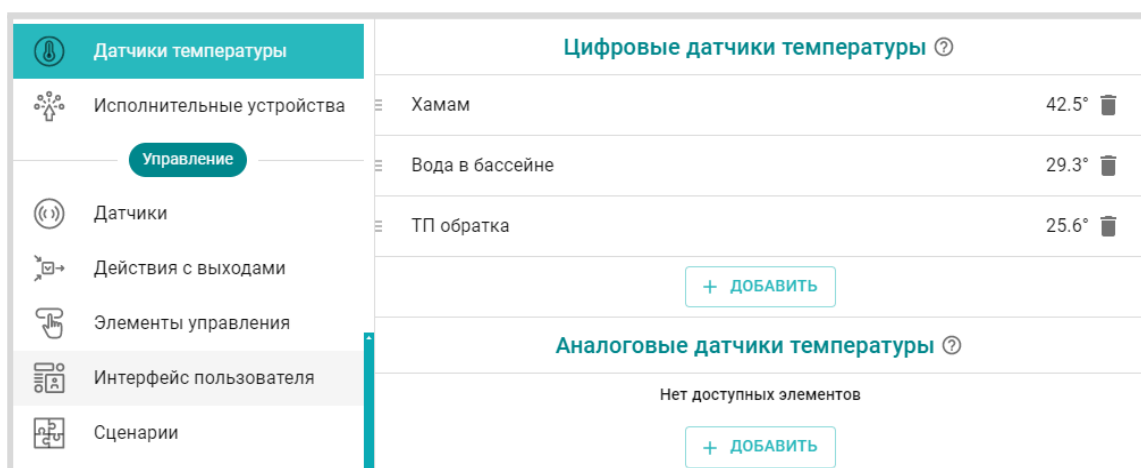 Датчики температуры
Исполнительные устройства
Управление
Датчики
Действия с выходами
Элементы управления
Интерфейс пользователя
Сценарии
Цифровые датчики температуры ?
Хамам 42.5°
Вода в бассейне 29.3°
ТП обратка 25.6°
+ ДОБАВИТЬ
Аналоговые датчики температуры ?
Нет доступных элементов
+ ДОБАВИТЬ